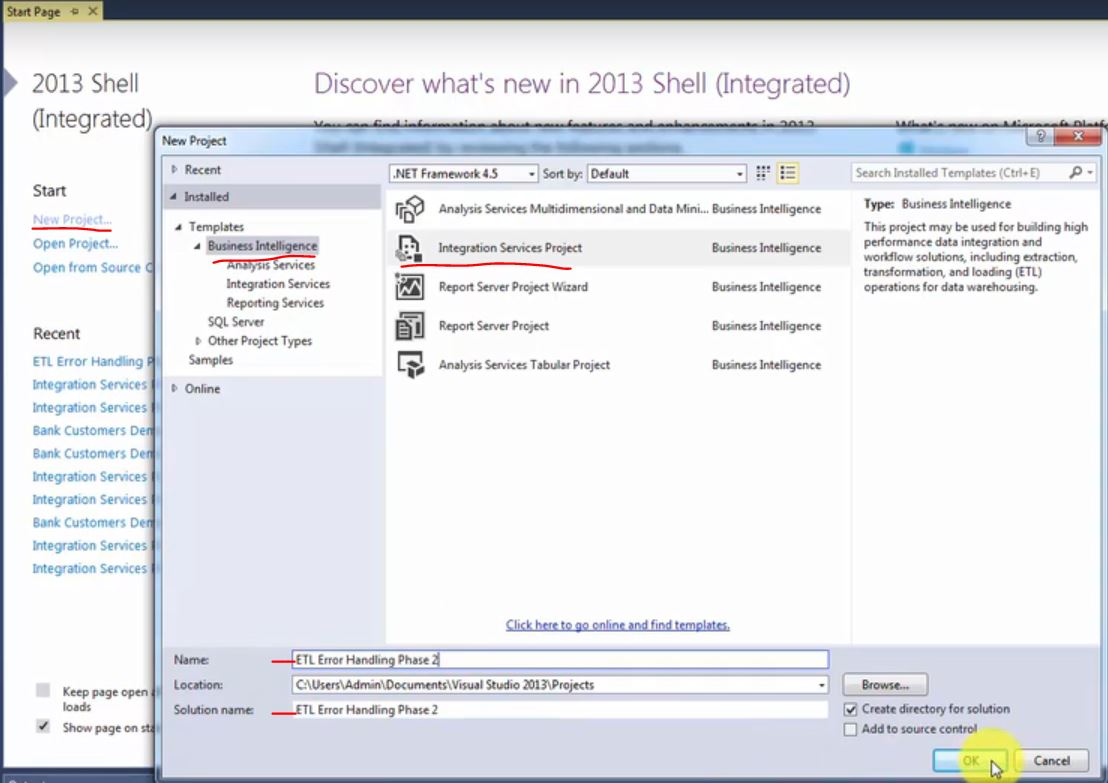 Start Page
2013 Shell
(Integrated)
Discover what's new in 2013 Shell (Integrated)
You can find information about new features and enhancements in 2013
Shell (Integrated) by reviewing the following sections.
What's new on Microsoft Platf
Start
New Project...
Open Project...
Open from Source C
Recent
ETL Error Handling P
Integration Services
Integration Services
Bank Customers Dem
Bank Customers Dem
Integration Services
Integration Services
Bank Customers Dem
Integration Services
Integration Services
Keep page open a
loads
Show page on sta
New Project
Recent
Installed
Templates
Business Intelligence
Analysis Services
Integration Services
Reporting Services
SQL Server
Other Project Types
Samples
Online
.NET Framework 4.5 Sort by: Default
Search Installed Templates (Ctrl+E)
Analysis Services Multidimensional and Data Mini... Business Intelligence
Integration Services Project Business Intelligence
Report Server Project Wizard Business Intelligence
Report Server Project Business Intelligence
Analysis Services Tabular Project Business Intelligence
Type: Business Intelligence
This project may be used for building high
performance data integration and
workflow solutions, including extraction,
transformation, and loading (ETL)
operations for data warehousing.
Click here to go online and find templates.
Name: ETL Error Handling Phase 2
Location: C:\Users\Admin\Documents\Visual Studio 2013\Projects Browse...
Solution name: ETL Error Handling Phase 2
Create directory for solution
Add to source control
OK Cancel